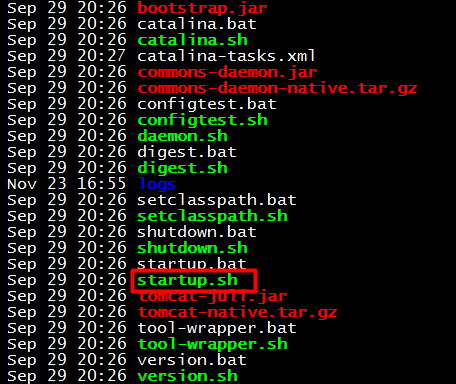 Sep 29 20:26 bootstrap.jar
Sep 29 20:26 catalina.bat
Sep 29 20:26 catalina.sh
Sep 29 20:27 catalina-tasks.xml
Sep 29 20:26 commons-daemon.jar
Sep 29 20:26 commons-daemon-native.tar.gz
Sep 29 20:26 configtest.bat
Sep 29 20:26 configtest.sh
Sep 29 20:26 daemon.sh
Sep 29 20:26 digest.bat
Sep 29 20:26 digest.sh
Nov 23 16:55 logs
Sep 29 20:26 setclasspath.bat
Sep 29 20:26 setclasspath.sh
Sep 29 20:26 shutdown.bat
Sep 29 20:26 shutdown.sh
Sep 29 20:26 startup.bat
Sep 29 20:26 startup.sh
Sep 29 20:26 tomcat-juli.jar
Sep 29 20:26 tomcat-native.tar.gz
Sep 29 20:26 tool-wrapper.bat
Sep 29 20:26 tool-wrapper.sh
Sep 29 20:26 version.bat
Sep 29 20:26 version.sh